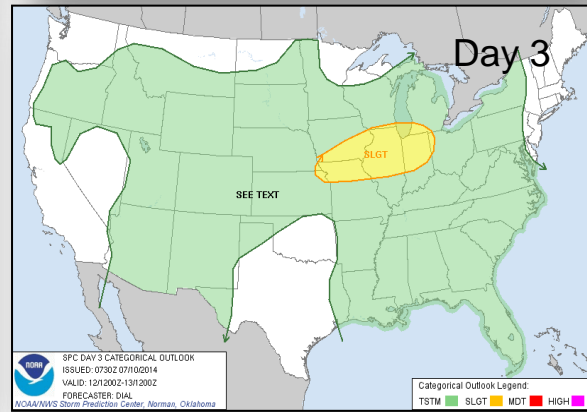 Day 3
SLGT
SEE TEXT
NOAA
SPC DAY 3 CATEGORICAL OUTLOOK
ISSUED: 0730Z 07/10/2014
VALID: 12/1200Z-13/1200Z
FORECASTER: DIAL
NOAA/NWS Storm Prediction Center, Norman, Oklahoma
Categorical Outlook Legend:
TSTM SLGT MDT HIGH